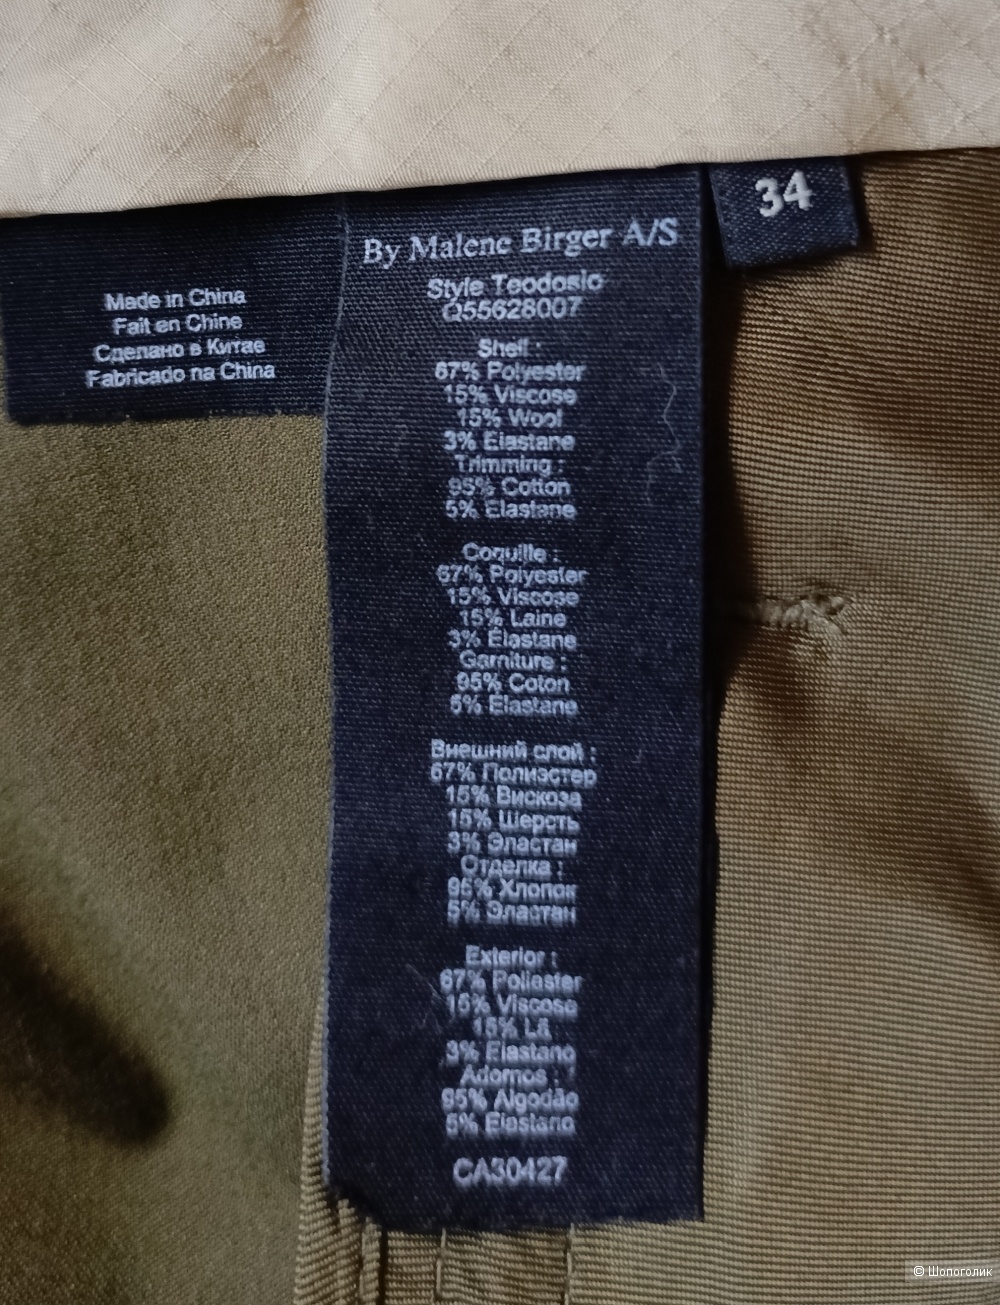 34
By Malene Birger A/S
Style Teodosio
Q55628007
Made in China
Fait en Chine
Сделано в Китае
Fabricado na China
Shell :
67% Polyester
15% Viscose
15% Wool
3% Elastane
Trimming :
95% Cotton
5% Elastane
Coquille :
67% Polyester
15% Viscose
15% Laine
3% Élastane
Garniture :
95% Coton
5% Élastane
Внешний слой :
67% Полиэстер
15% Вискоза
15% Шерсть
3% Эластан
Отделка :
95% Хлопок
5% Эластан
Exterior :
67% Poliester
15% Viscose
15% Lã
3% Elastano
Adornos :
95% Algodão
5% Elastano
CA30427
© Шопоголик